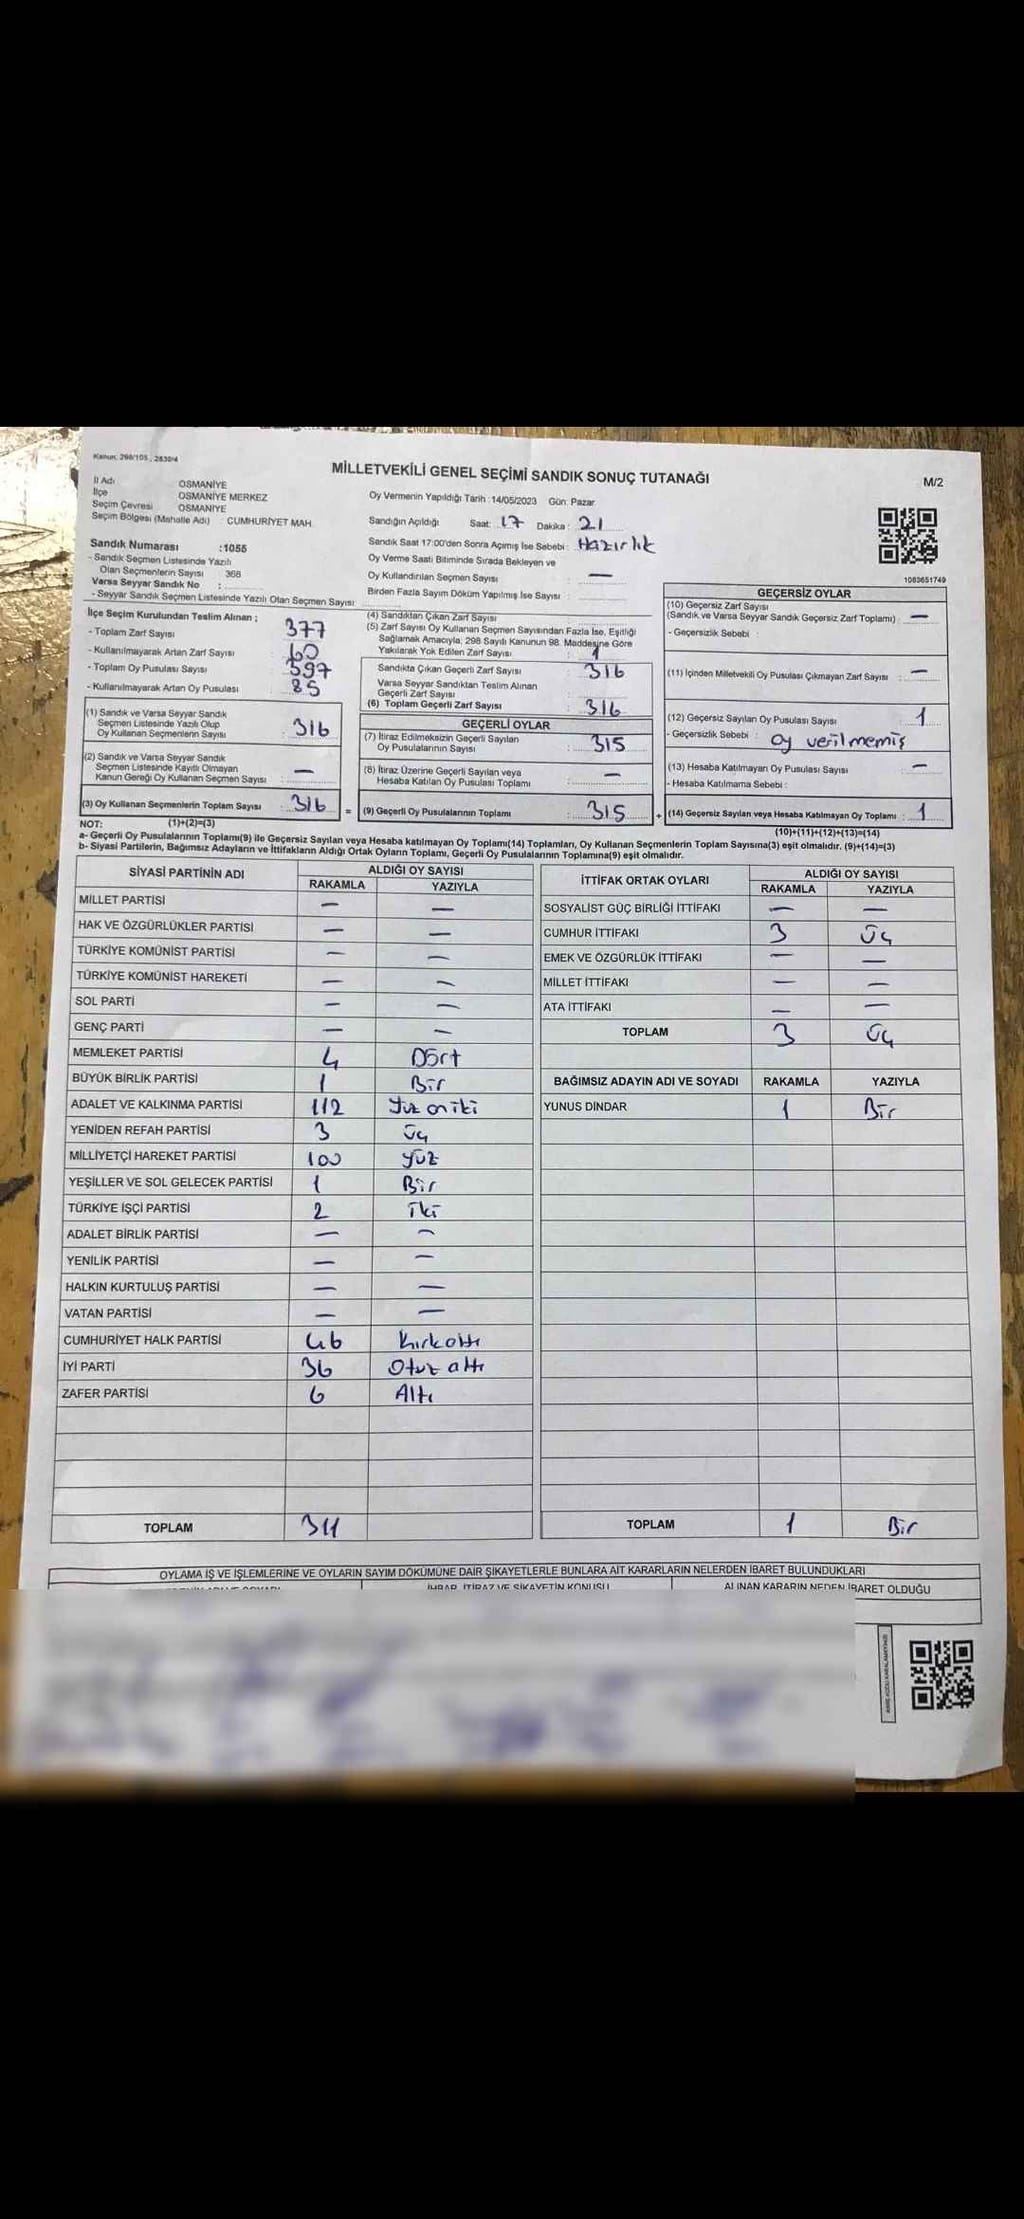 Kanun: 298/105, 2830/4
MİLLETVEKİLİ GENEL SEÇİMİ SANDIK SONUÇ TUTANAĞI
M/2
İl Adı OSMANİYE
İlçe OSMANİYE MERKEZ
Seçim Çevresi OSMANİYE
Seçim Bölgesi (Mahalle Adı) : CUMHURİYET MAH.
Oy Vermenin Yapıldığı Tarih : 14/05/2023 Gün: Pazar
Sandığın Açıldığı Saat: 17 Dakika: 21
Sandık Saat 17:00'den Sonra Açılmış İse Sebebi: Hazırlık
Oy Verme Saati Bitiminde Sırada Bekleyen ve
Oy Kullandırılan Seçmen Sayısı : —
Birden Fazla Sayım Döküm Yapılmış İse Sayısı :
Sandık Numarası :1055
- Sandık Seçmen Listesinde Yazılı
Olan Seçmenlerin Sayısı 368
Varsa Seyyar Sandık No :
- Seyyar Sandık Seçmen Listesinde Yazılı Olan Seçmen Sayısı:
1083651749
İlçe Seçim Kurulundan Teslim Alınan ;
- Toplam Zarf Sayısı 377
- Kullanılmayarak Artan Zarf Sayısı 60
- Toplam Oy Pusulası Sayısı 397
- Kullanılmayarak Artan Oy Pusulası 85
(1) Sandık ve Varsa Seyyar Sandık
Seçmen Listesinde Yazılı Olup
Oy Kullanan Seçmenlerin Sayısı : 316
(2) Sandık ve Varsa Seyyar Sandık
Seçmen Listesinde Kayıtlı Olmayan
Kanun Gereği Oy Kullanan Seçmen Sayısı : —
(3) Oy Kullanan Seçmenlerin Toplam Sayısı : 316 =
(4) Sandıktan Çıkan Zarf Sayısı :
(5) Zarf Sayısı Oy Kullanan Seçmen Sayısından Fazla İse, Eşitliği
Sağlamak Amacıyla, 298 Sayılı Kanunun 98. Maddesine Göre
Yakılarak Yok Edilen Zarf Sayısı : 1
Sandıkta Çıkan Geçerli Zarf Sayısı : 316
Varsa Seyyar Sandıktan Teslim Alınan
Geçerli Zarf Sayısı
(6) Toplam Geçerli Zarf Sayısı : 316
GEÇERLİ OYLAR
(7) İtiraz Edilmeksizin Geçerli Sayılan
Oy Pusulalarının Sayısı : 315
(8) İtiraz Üzerine Geçerli Sayılan veya
Hesaba Katılan Oy Pusulası Toplamı : —
(9) Geçerli Oy Pusulalarının Toplamı : 315 +
GEÇERSİZ OYLAR
(10) Geçersiz Zarf Sayısı
(Sandık ve Varsa Seyyar Sandık Geçersiz Zarf Toplamı) : —
- Geçersizlik Sebebi :
(11) İçinden Milletvekili Oy Pusulası Çıkmayan Zarf Sayısı : —
(12) Geçersiz Sayılan Oy Pusulası Sayısı : 1
- Geçersizlik Sebebi : oy verilmemiş
(13) Hesaba Katılmayan Oy Pusulası Sayısı : —
- Hesaba Katılmama Sebebi :
(14) Geçersiz Sayılan veya Hesaba Katılmayan Oy Toplamı : 1
NOT: (1)+(2)=(3)
(10)+(11)+(12)+(13)=(14)
a- Geçerli Oy Pusulalarının Toplamı(9) ile Geçersiz Sayılan veya Hesaba katılmayan Oy Toplamı(14) Toplamları, Oy Kullanan Seçmenlerin Toplam Sayısına(3) eşit olmalıdır. (9)+(14)=(3)
b- Siyasi Partilerin, Bağımsız Adayların ve İttifakların Aldığı Ortak Oyların Toplamı, Geçerli Oy Pusulalarının Toplamına(9) eşit olmalıdır.
SİYASİ PARTİNİN ADI ALDIĞI OY SAYISI
RAKAMLA YAZIYLA
MİLLET PARTİSİ — —
HAK VE ÖZGÜRLÜKLER PARTİSİ — —
TÜRKİYE KOMÜNİST PARTİSİ — —
TÜRKİYE KOMÜNİST HAREKETİ — —
SOL PARTİ — —
GENÇ PARTİ — —
MEMLEKET PARTİSİ 4 Dört
BÜYÜK BİRLİK PARTİSİ 1 Bir
ADALET VE KALKINMA PARTİSİ 112 Yüz oniki
YENİDEN REFAH PARTİSİ 3 üç
MİLLİYETÇİ HAREKET PARTİSİ 100 yüz
YEŞİLLER VE SOL GELECEK PARTİSİ 1 Bir
TÜRKİYE İŞÇİ PARTİSİ 2 iki
ADALET BİRLİK PARTİSİ — —
YENİLİK PARTİSİ — —
HALKIN KURTULUŞ PARTİSİ — —
VATAN PARTİSİ — —
CUMHURİYET HALK PARTİSİ 46 kırkaltı
İYİ PARTİ 36 Otuz altı
ZAFER PARTİSİ 6 Altı
TOPLAM 311
İTTİFAK ORTAK OYLARI ALDIĞI OY SAYISI
RAKAMLA YAZIYLA
SOSYALİST GÜÇ BİRLİĞİ İTTİFAKI — —
CUMHUR İTTİFAKI 3 üç
EMEK VE ÖZGÜRLÜK İTTİFAKI — —
MİLLET İTTİFAKI — —
ATA İTTİFAKI — —
TOPLAM 3 üç
BAĞIMSIZ ADAYIN ADI VE SOYADI RAKAMLA YAZIYLA
YUNUS DİNDAR 1 Bir
TOPLAM 1 Bir
OYLAMA İŞ VE İŞLEMLERİNE VE OYLARIN SAYIM DÖKÜMÜNE DAİR ŞİKAYETLERLE BUNLARA AİT KARARLARIN NELERDEN İBARET BULUNDUKLARI
İHBAR, İTİRAZ VE ŞİKAYETİN KONUSU ALINAN KARARIN NEDEN İBARET OLDUĞU